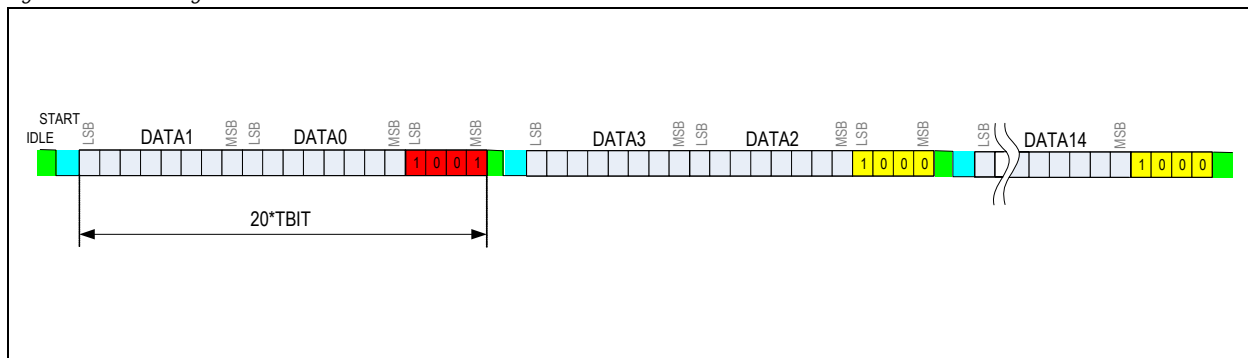 START
IDLE
LSB DATA1 MSB LSB DATA0 MSB LSB MSB LSB DATA3 MSB LSB DATA2 MSB LSB MSB LSB DATA14 MSB
1 0 0 1 1 0 0 0 1 0 0 0
20*TBIT